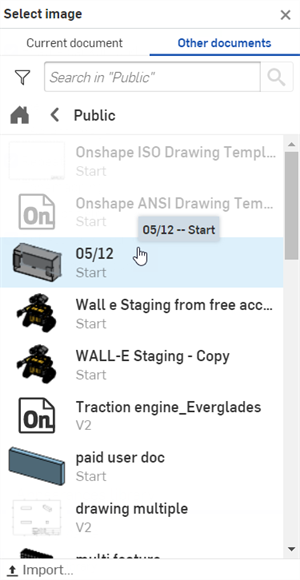 Select image
Current document
Other documents
Search in "Public"
Public
Onshape ISO Drawing Templ...
Start
On
Onshape ANSI Drawing Tem...
Start
05/12 -- Start
05/12
Start
Wall e Staging from free acc...
Start
WALL-E Staging - Copy
Start
On
Traction engine_Everglades
V2
paid user doc
Start
drawing multiple
V2
multi feature
Import...